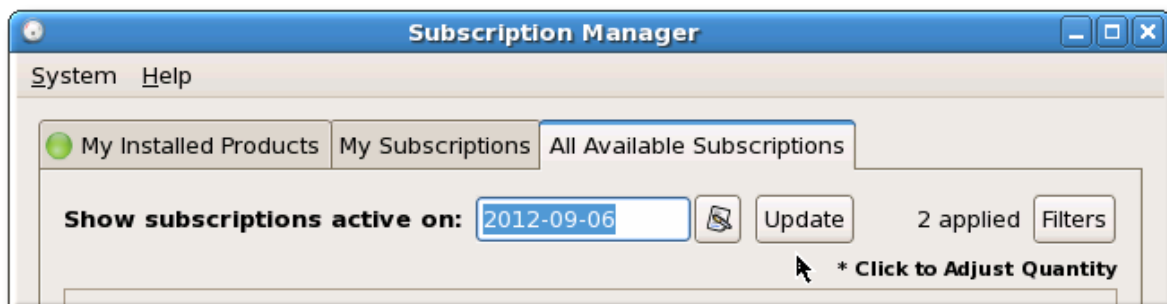 Subscription Manager
System Help
My Installed Products My Subscriptions All Available Subscriptions
Show subscriptions active on: 2012-09-06 Update 2 applied Filters
* Click to Adjust Quantity